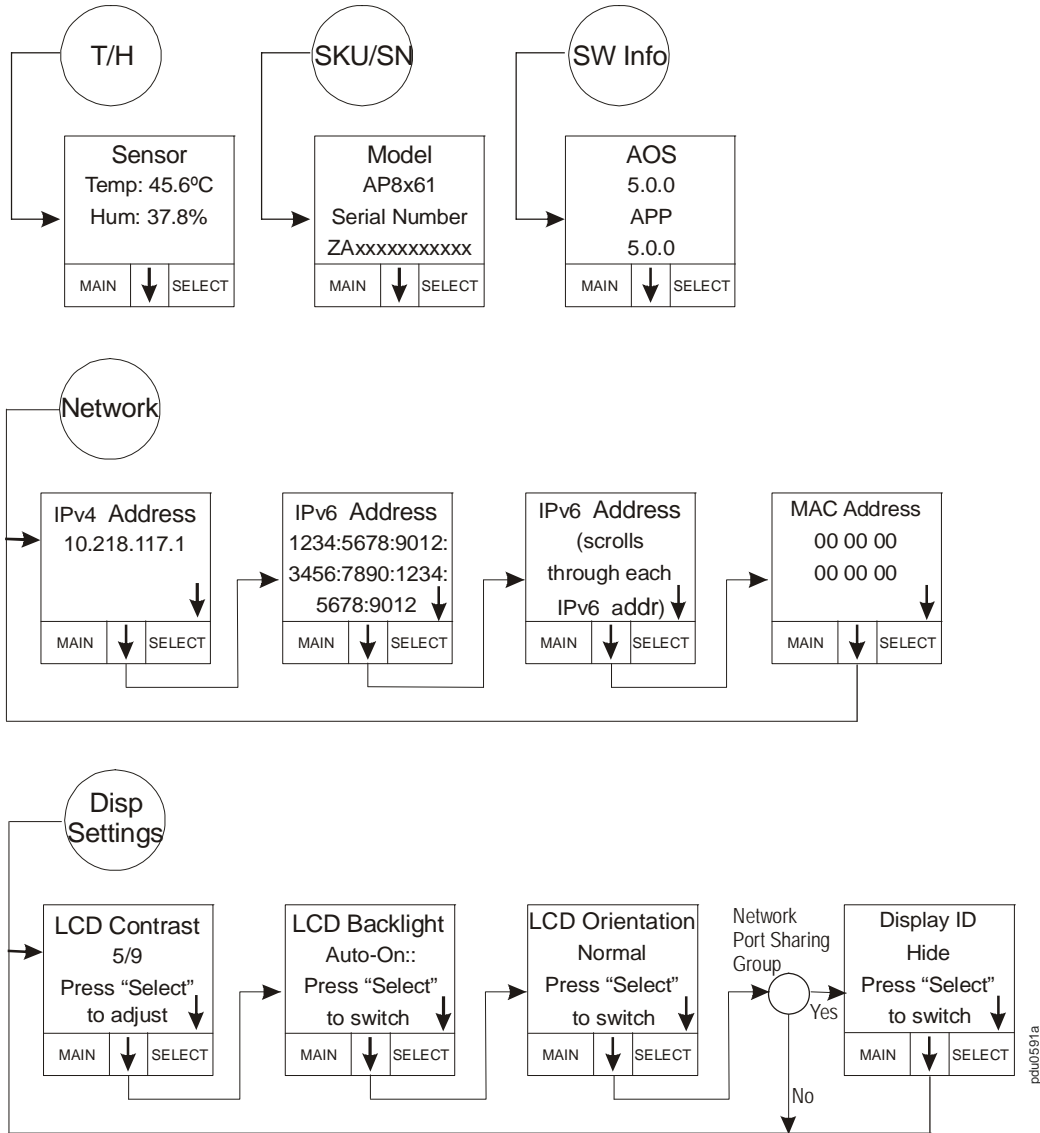 T/H
Sensor
Temp: 45.6ºC
Hum: 37.8%
MAIN
SELECT
SKU/SN
Model
AP8x61
Serial Number
ZAxxxxxxxxxxx
MAIN
SELECT
SW Info
AOS
5.0.0
APP
5.0.0
MAIN
SELECT
Network
IPv4 Address
10.218.117.1
MAIN
SELECT
IPv6 Address
1234:5678:9012:
3456:7890:1234:
5678:9012
MAIN
SELECT
IPv6 Address
(scrolls
through each
IPv6 addr)
MAIN
SELECT
MAC Address
00 00 00
00 00 00
MAIN
SELECT
Disp
Settings
LCD Contrast
5/9
Press “Select”
to adjust
MAIN
SELECT
LCD Backlight
Auto-On::
Press “Select”
to switch
MAIN
SELECT
LCD Orientation
Normal
Press “Select”
to switch
MAIN
SELECT
Network
Port Sharing
Group
Yes
No
Display ID
Hide
Press “Select”
to switch
MAIN
SELECT
pdu0591a